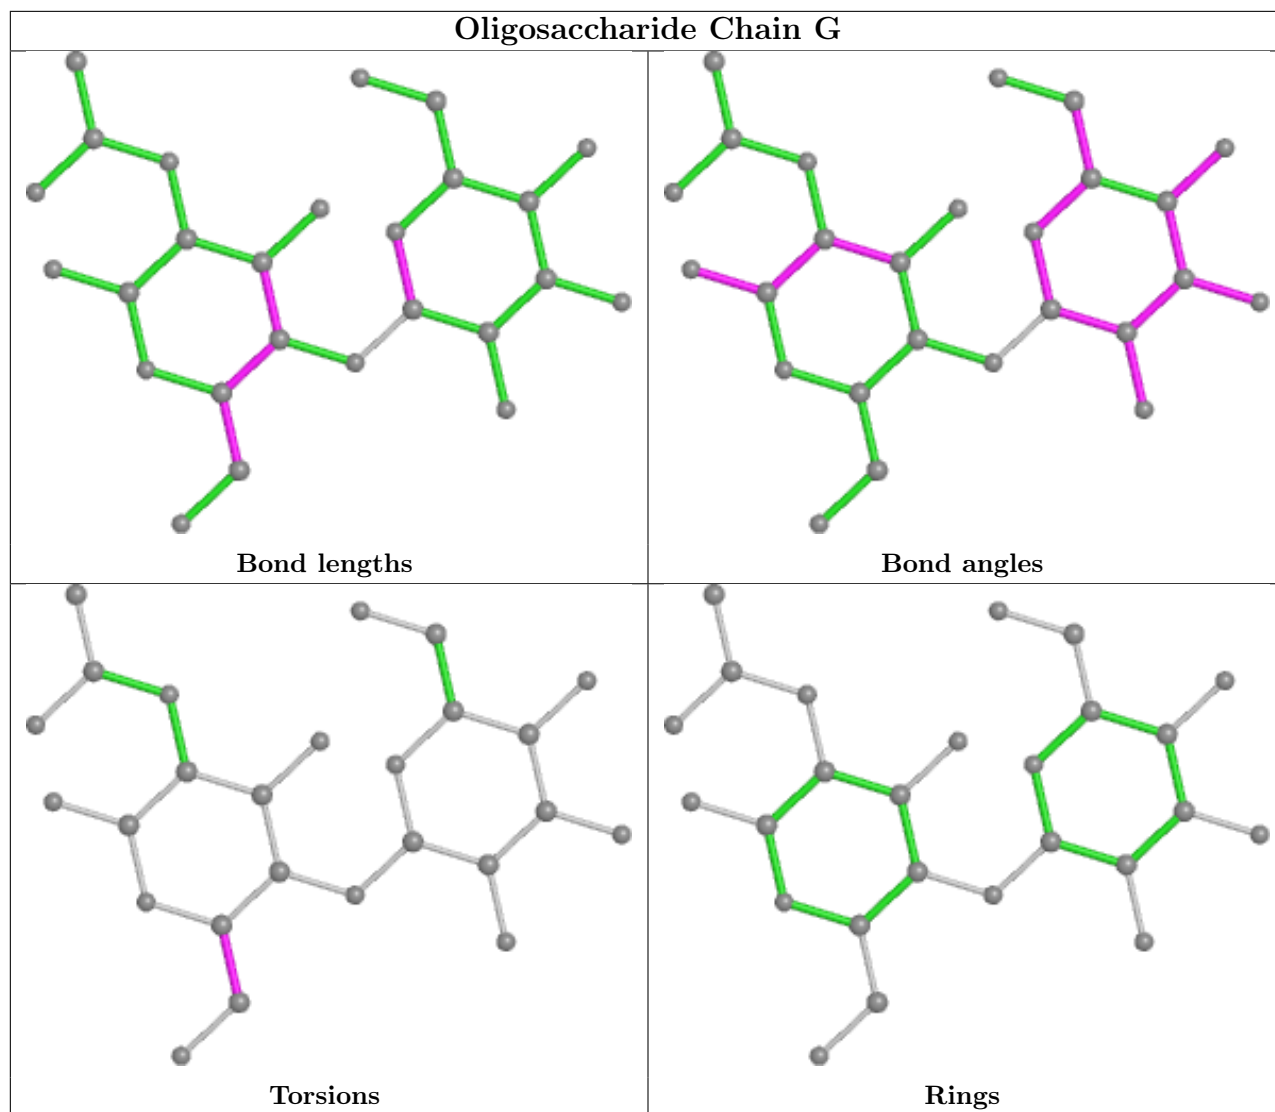 Oligosaccharide Chain G
Bond lengths
Bond angles
Torsions
Rings